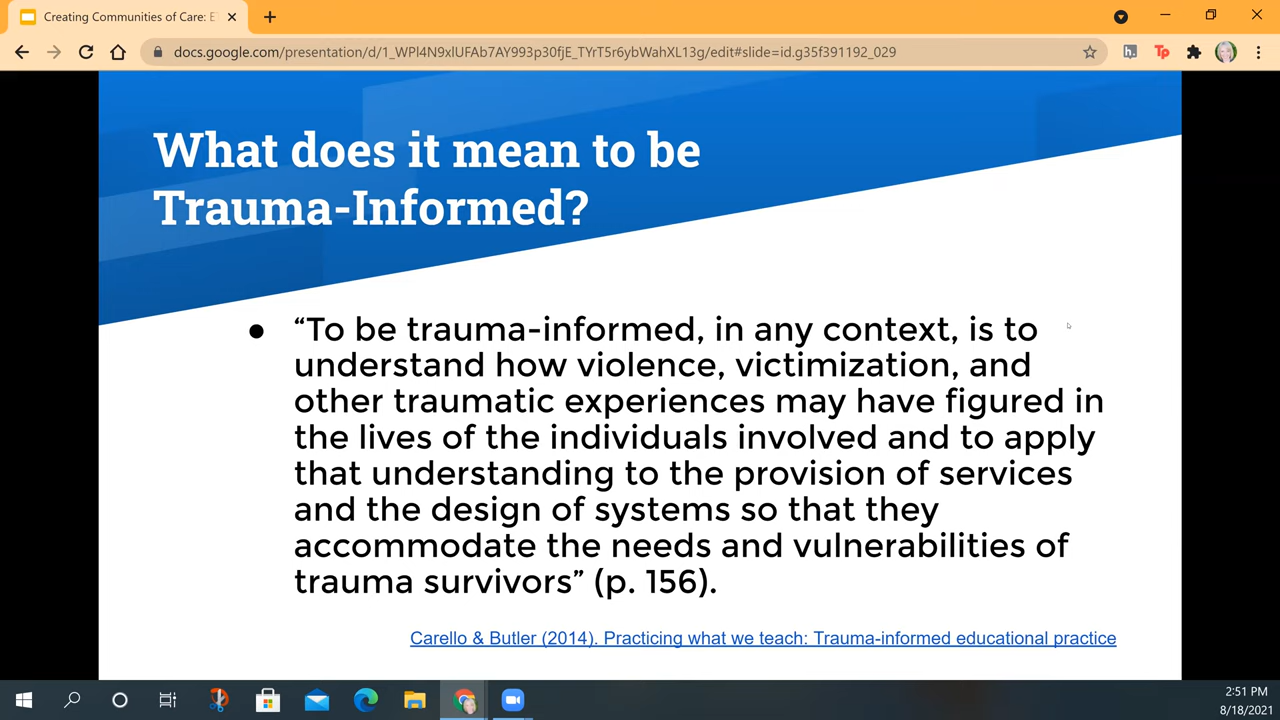 Creating Communities of Care: E
docs.google.com/presentation/d/1_WPl4N9xlUFAb7AY993p30fjE_TYrT5r6ybWahXL13g/edit#slide=id.g35f391192_029
h.
Tp
What does it mean to be
Trauma-Informed?
● “To be trauma-informed, in any context, is to
understand how violence, victimization, and
other traumatic experiences may have figured in
the lives of the individuals involved and to apply
that understanding to the provision of services
and the design of systems so that they
accommodate the needs and vulnerabilities of
trauma survivors” (p. 156).
Carello & Butler (2014). Practicing what we teach: Trauma-informed educational practice
2:51 PM
8/18/2021